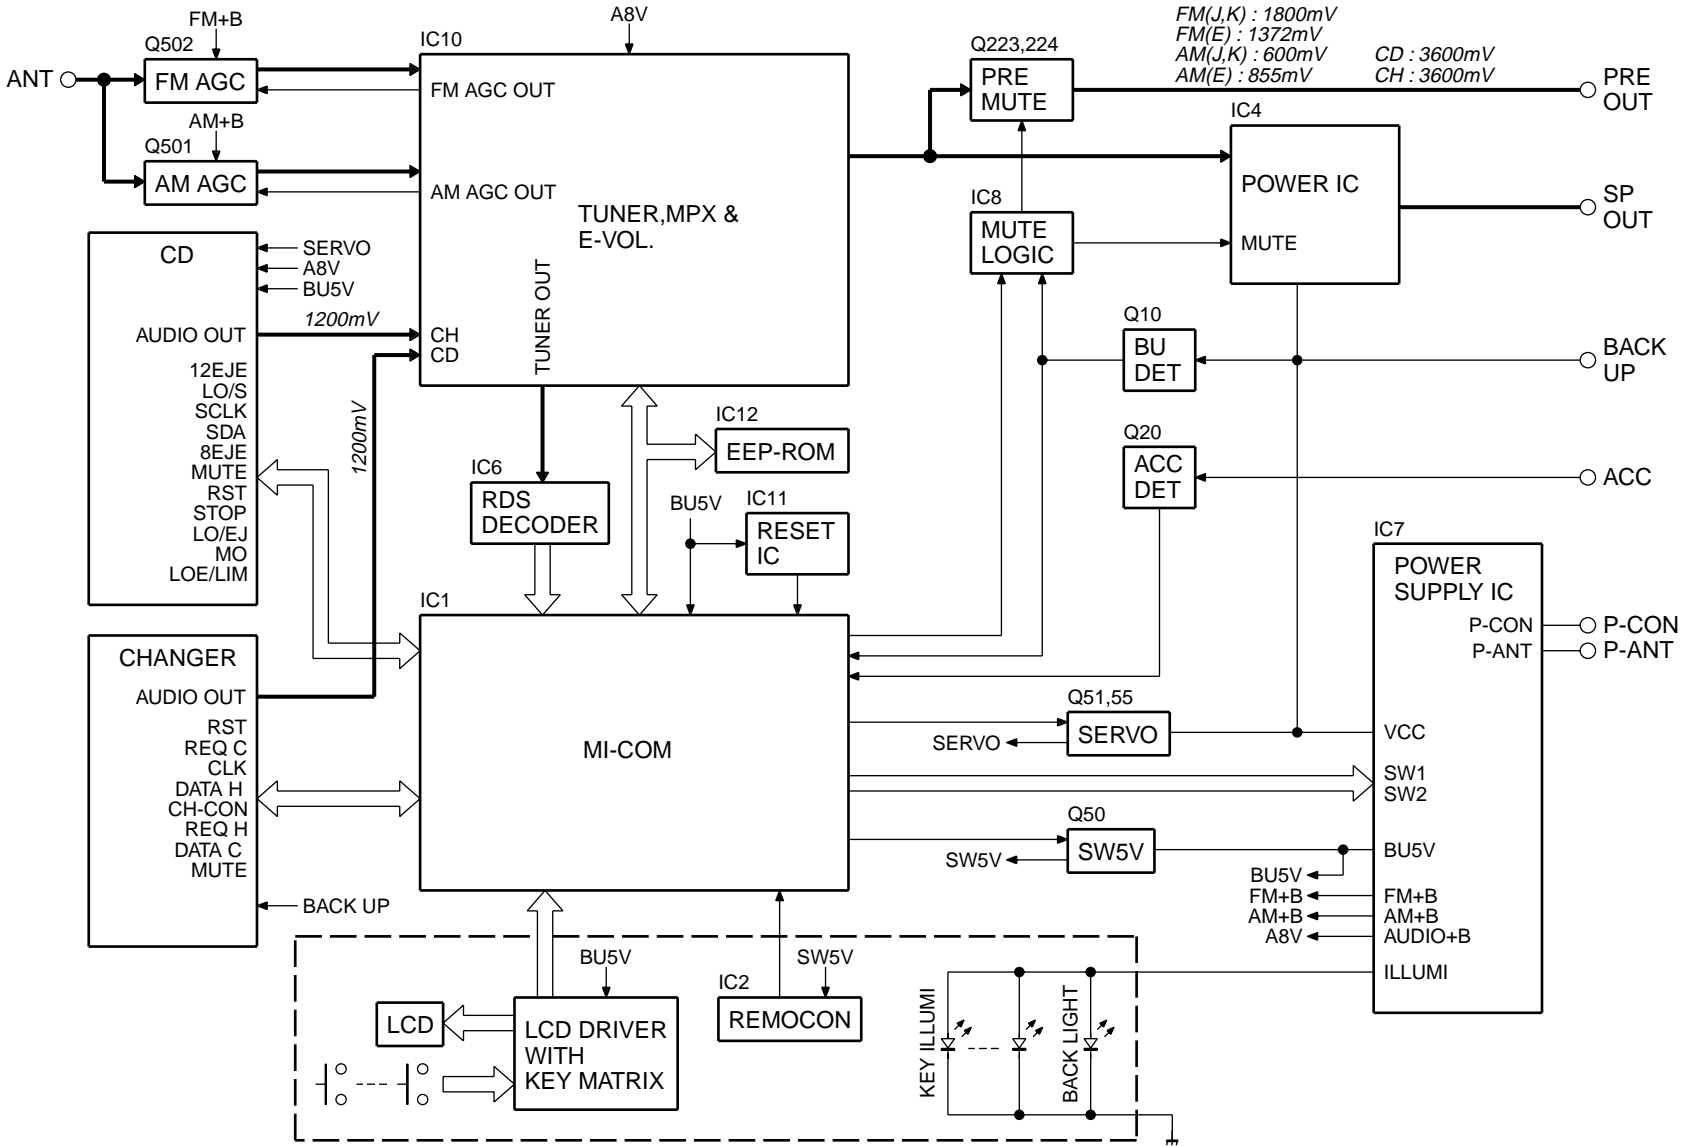 FM+B
Q502
ANT
FM AGC
AM+B
Q501
AM AGC
A8V
IC10
FM AGC OUT
AM AGC OUT
TUNER,MPX &
E-VOL.
TUNER OUT
CH
CD
Q223,224
PRE
MUTE
FM(J,K) : 1800mV
FM(E) : 1372mV
AM(J,K) : 600mV
AM(E) : 855mV
CD : 3600mV
CH : 3600mV
PRE
OUT
IC4
POWER IC
MUTE
SP
OUT
IC8
MUTE
LOGIC
CD
SERVO
A8V
BU5V
AUDIO OUT
1200mV
12EJE
LO/S
SCLK
SDA
8EJE
MUTE
RST
STOP
LO/EJ
MO
LOE/LIM
1200mV
Q10
BU
DET
BACK
UP
Q20
ACC
DET
ACC
IC12
EEP-ROM
IC6
RDS
DECODER
BU5V
IC11
RESET
IC
IC7
POWER
SUPPLY IC
P-CON
P-ANT
P-CON
P-ANT
VCC
SW1
SW2
BU5V
FM+B
AM+B
AUDIO+B
ILLUMI
IC1
MI-COM
CHANGER
AUDIO OUT
RST
REQ C
CLK
DATA H
CH-CON
REQ H
DATA C
MUTE
BACK UP
Q51,55
SERVO
SERVO
Q50
SW5V
SW5V
BU5V
FM+B
AM+B
A8V
BU5V
SW5V
IC2
REMOCON
LCD
LCD DRIVER
WITH
KEY MATRIX
KEY ILLUMI
BACK LIGHT